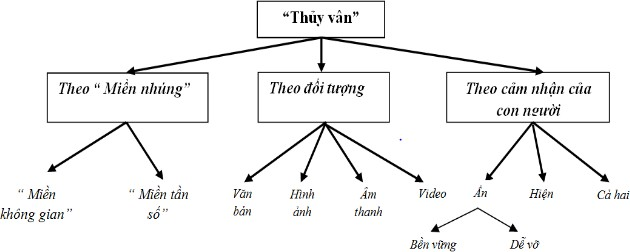 “Thủy vân”
Theo “ Miền nhúng”
Theo đối tượng
Theo cảm nhận của
con người
“ Miền
không gian”
“ Miền tần
số”
Văn
bản
Hình
ảnh
Âm
thanh
Video
Ẩn
Hiện
Cả hai
Bền vững
Dễ vỡ